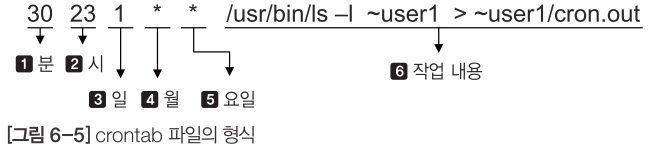 30 23 1 * * /usr/bin/ls –l ~user1 > ~user1/cron.out
1 분 2 시
6 작업 내용
3 일 4 월 5 요일
[그림 6-5] crontab 파일의 형식